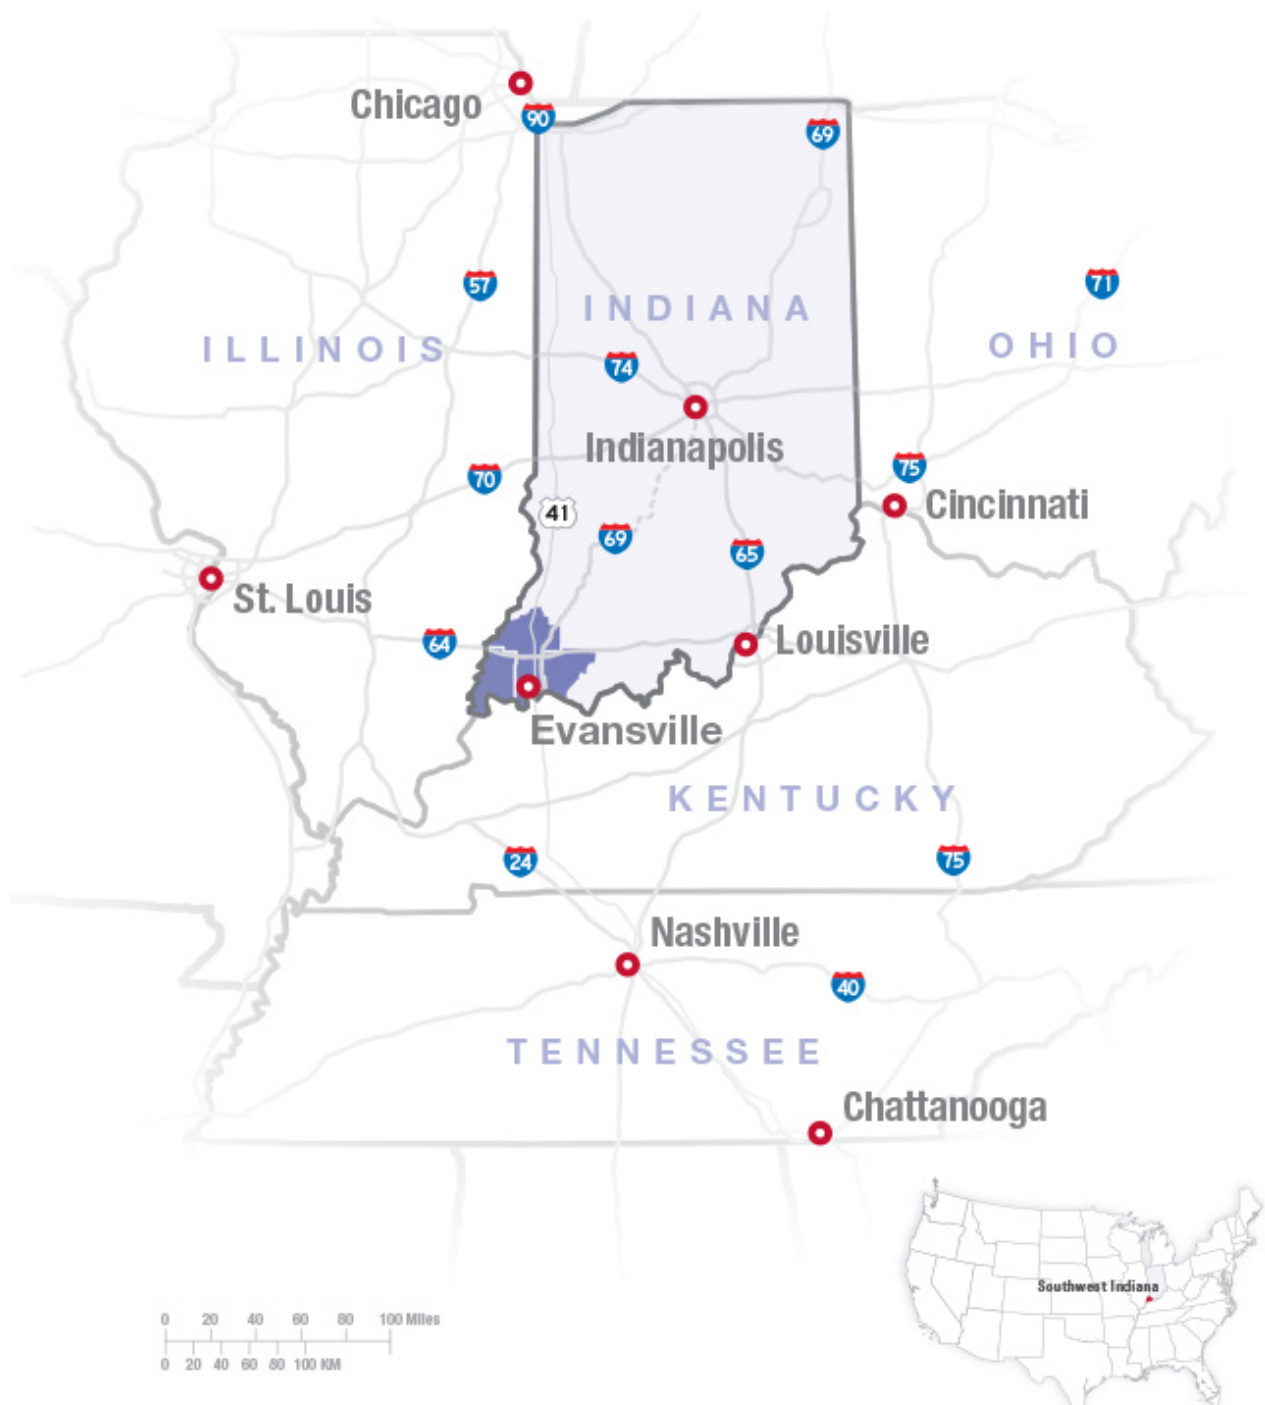 Chicago
90
69
57
71
INDIANA
ILLINOIS
OHIO
74
Indianapolis
75
70
Cincinnati
41
69
65
St. Louis
64
Louisville
Evansville
KENTUCKY
24
75
Nashville
40
TENNESSEE
Chattanooga
Southwest Indiana
0 20 40 60 80 100 Miles
0 20 40 60 80 100 KM